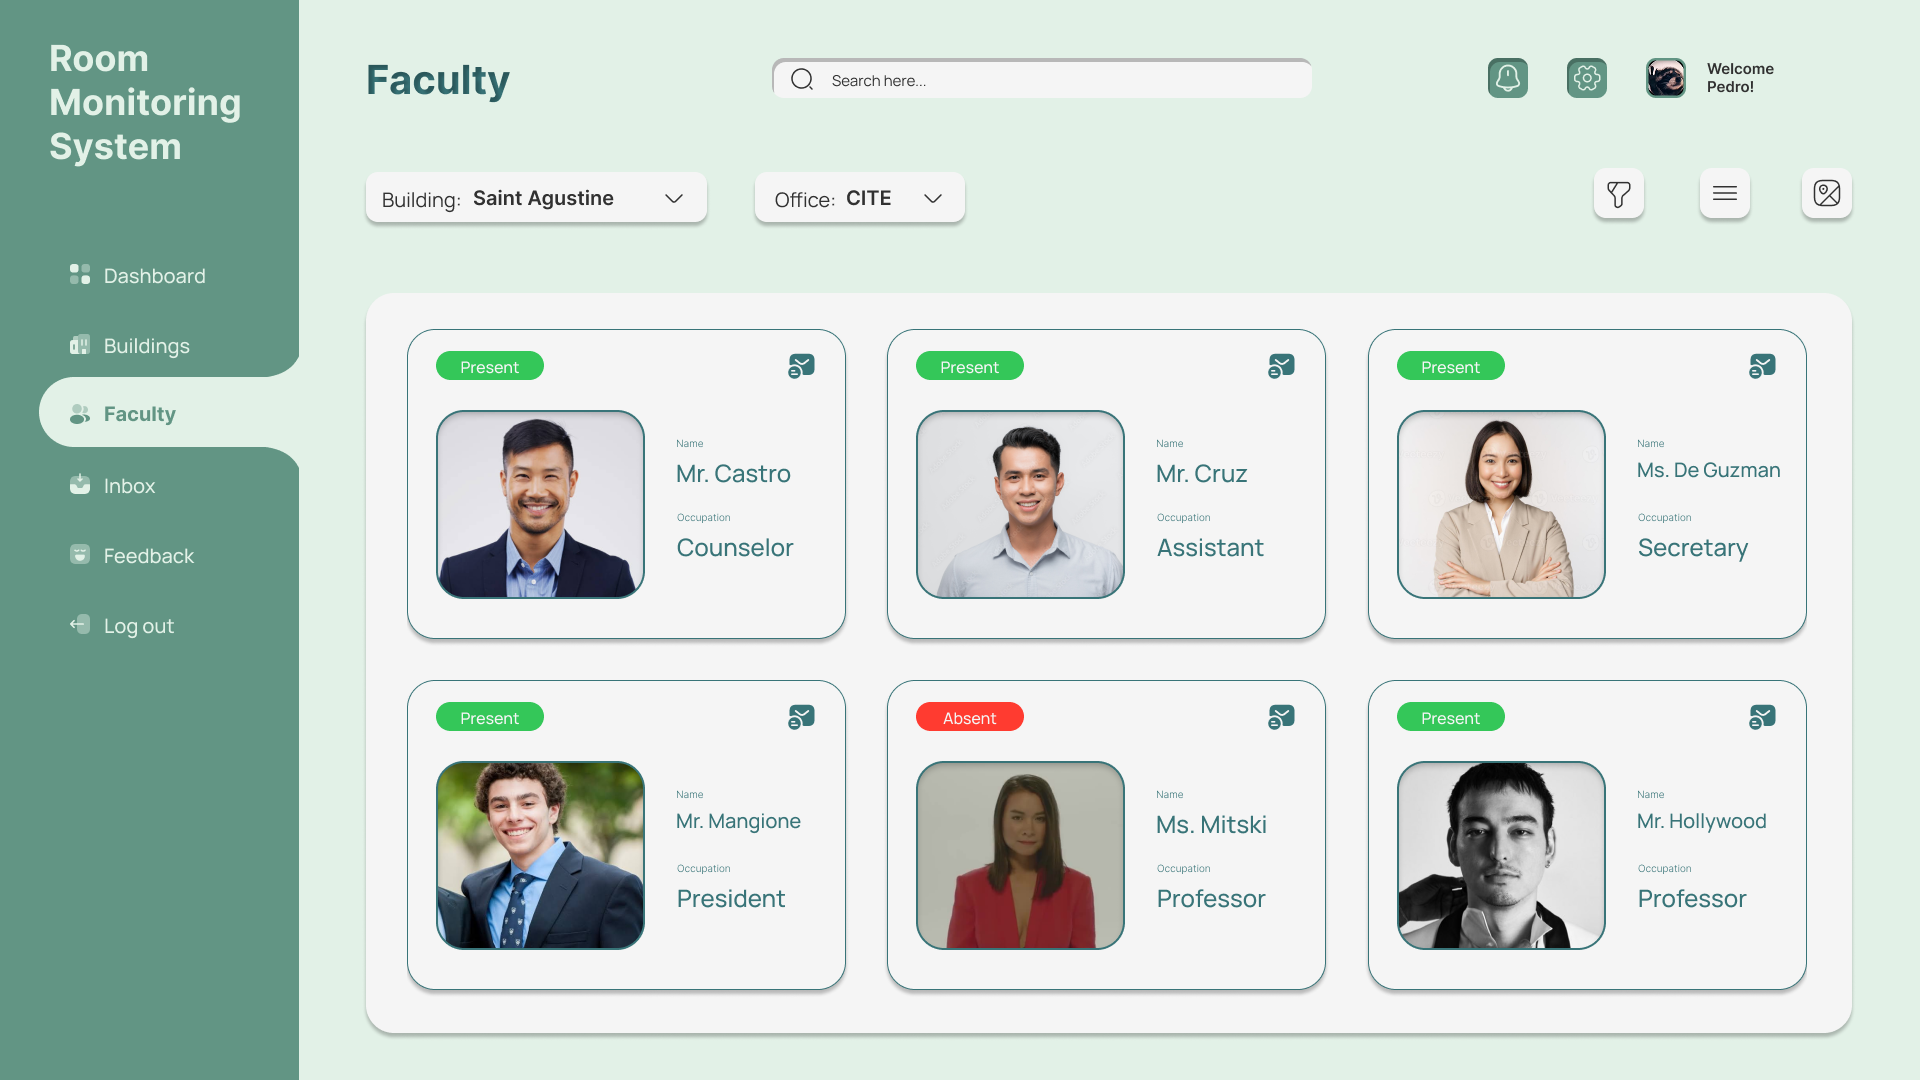 Room
Monitoring
System
Faculty
Search here...
Welcome
Pedro!
Building: Saint Agustine
Office: CITE
Dashboard
Buildings
Faculty
Inbox
Feedback
Log out
Present
Name
Mr. Castro
Occupation
Counselor
Present
Name
Mr. Cruz
Occupation
Assistant
Present
Name
Ms. De Guzman
Occupation
Secretary
Present
Name
Mr. Mangione
Occupation
President
Absent
Name
Ms. Mitski
Occupation
Professor
Present
Name
Mr. Hollywood
Occupation
Professor